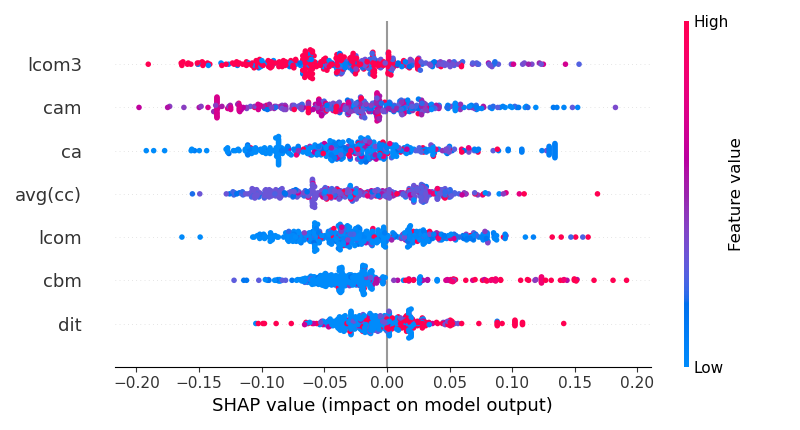 High
lcom3
cam
ca
avg(cc)
lcom
cbm
dit
Feature value
Low
−0.20 −0.15 −0.10 −0.05 0.00 0.05 0.10 0.15 0.20
SHAP value (impact on model output)